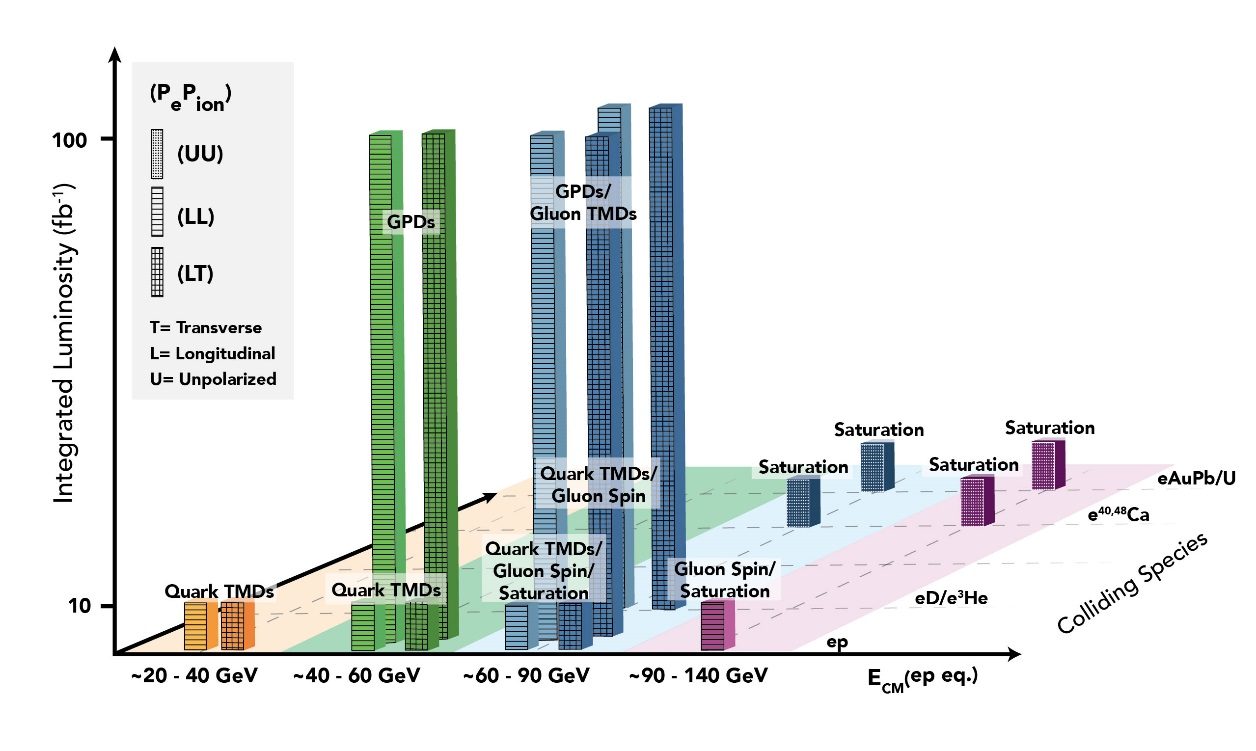 (PePion)
(UU)
(LL)
(LT)
T= Transverse
L= Longitudinal
U= Unpolarized
Integrated Luminosity (fb-1)
100
10
GPDs
GPDs/
Gluon TMDs
Quark TMDs/
Gluon Spin
Quark TMDs/
Gluon Spin/
Saturation
Quark TMDs
Quark TMDs
Gluon Spin/
Saturation
Saturation
Saturation
Saturation
Saturation
eAuPb/U
e40,48Ca
eD/e3He
ep
Colliding Species
~20 - 40 GeV
~40 - 60 GeV
~60 - 90 GeV
~90 - 140 GeV
ECM(ep eq.)